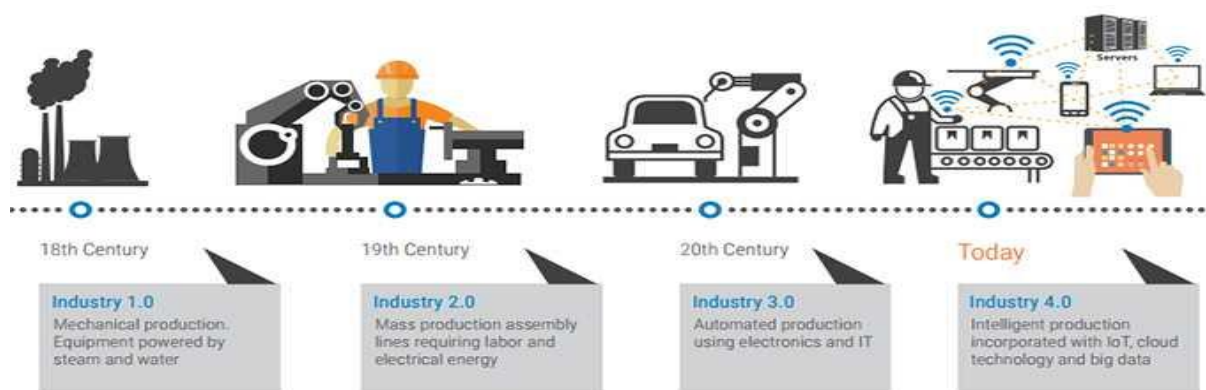 Servers
18th Century
Industry 1.0
Mechanical production.
Equipment powered by
steam and water
19th Century
Industry 2.0
Mass production assembly
lines requiring labor and
electrical energy
20th Century
Industry 3.0
Automated production
using electronics and IT
Today
Industry 4.0
Intelligent production
incorporated with IoT, cloud
technology and big data